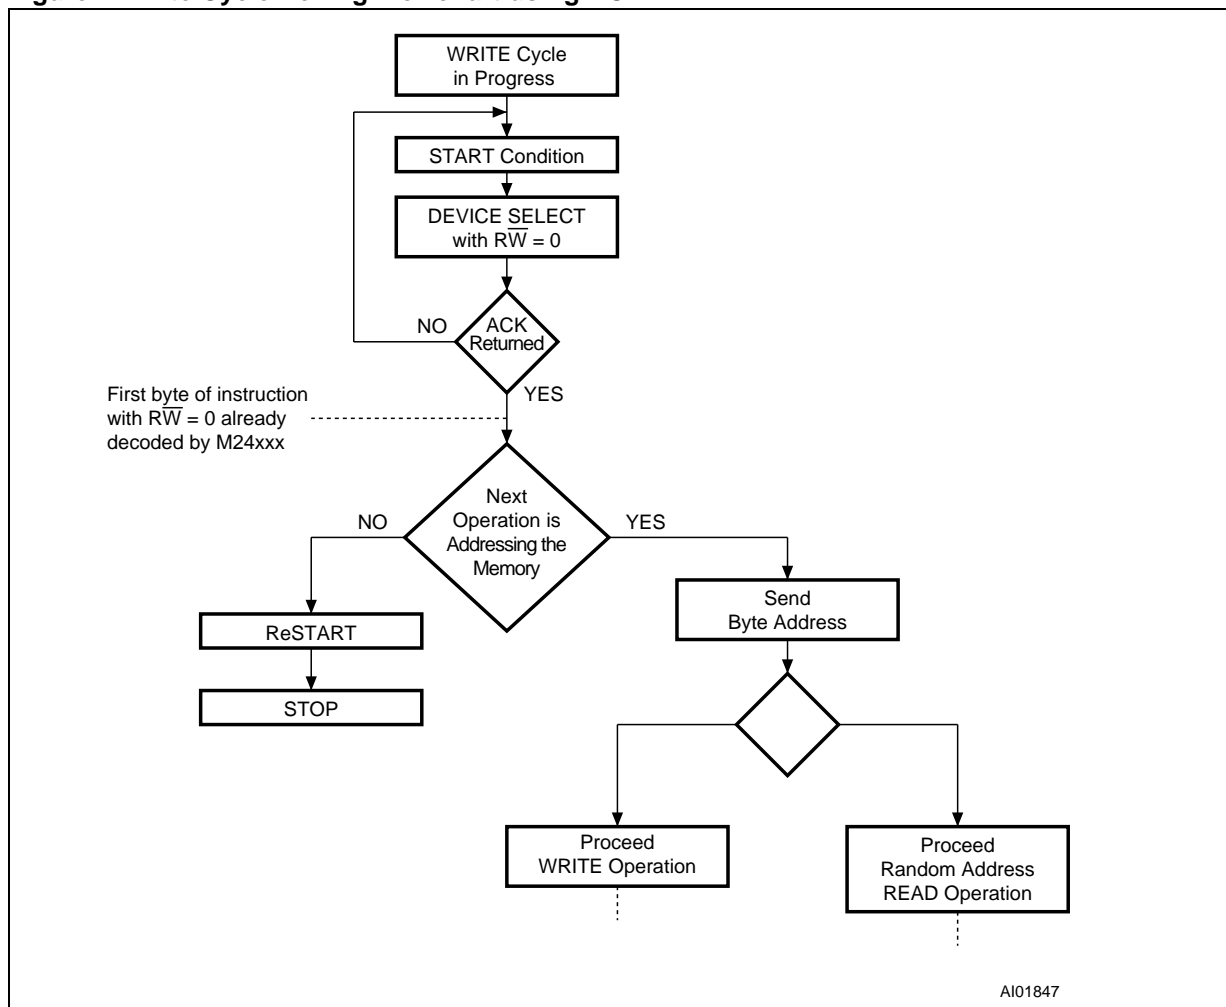 WRITE Cycle
in Progress
START Condition
DEVICE SELECT
with RW̅ = 0
NO
ACK
Returned
YES
First byte of instruction
with RW̅ = 0 already
decoded by M24xxx
Next
Operation is
Addressing the
Memory
NO
YES
Send
Byte Address
ReSTART
STOP
Proceed
WRITE Operation
Proceed
Random Address
READ Operation
AI01847